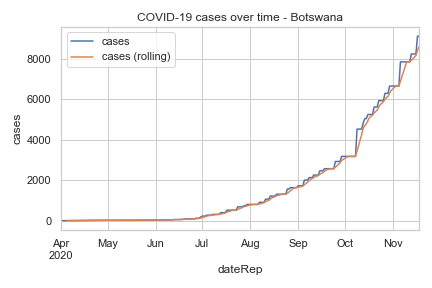 COVID-19 cases over time - Botswana
cases
cases (rolling)
8000
6000
4000
2000
0
cases
Apr May Jun Jul Aug Sep Oct Nov
2020
dateRep